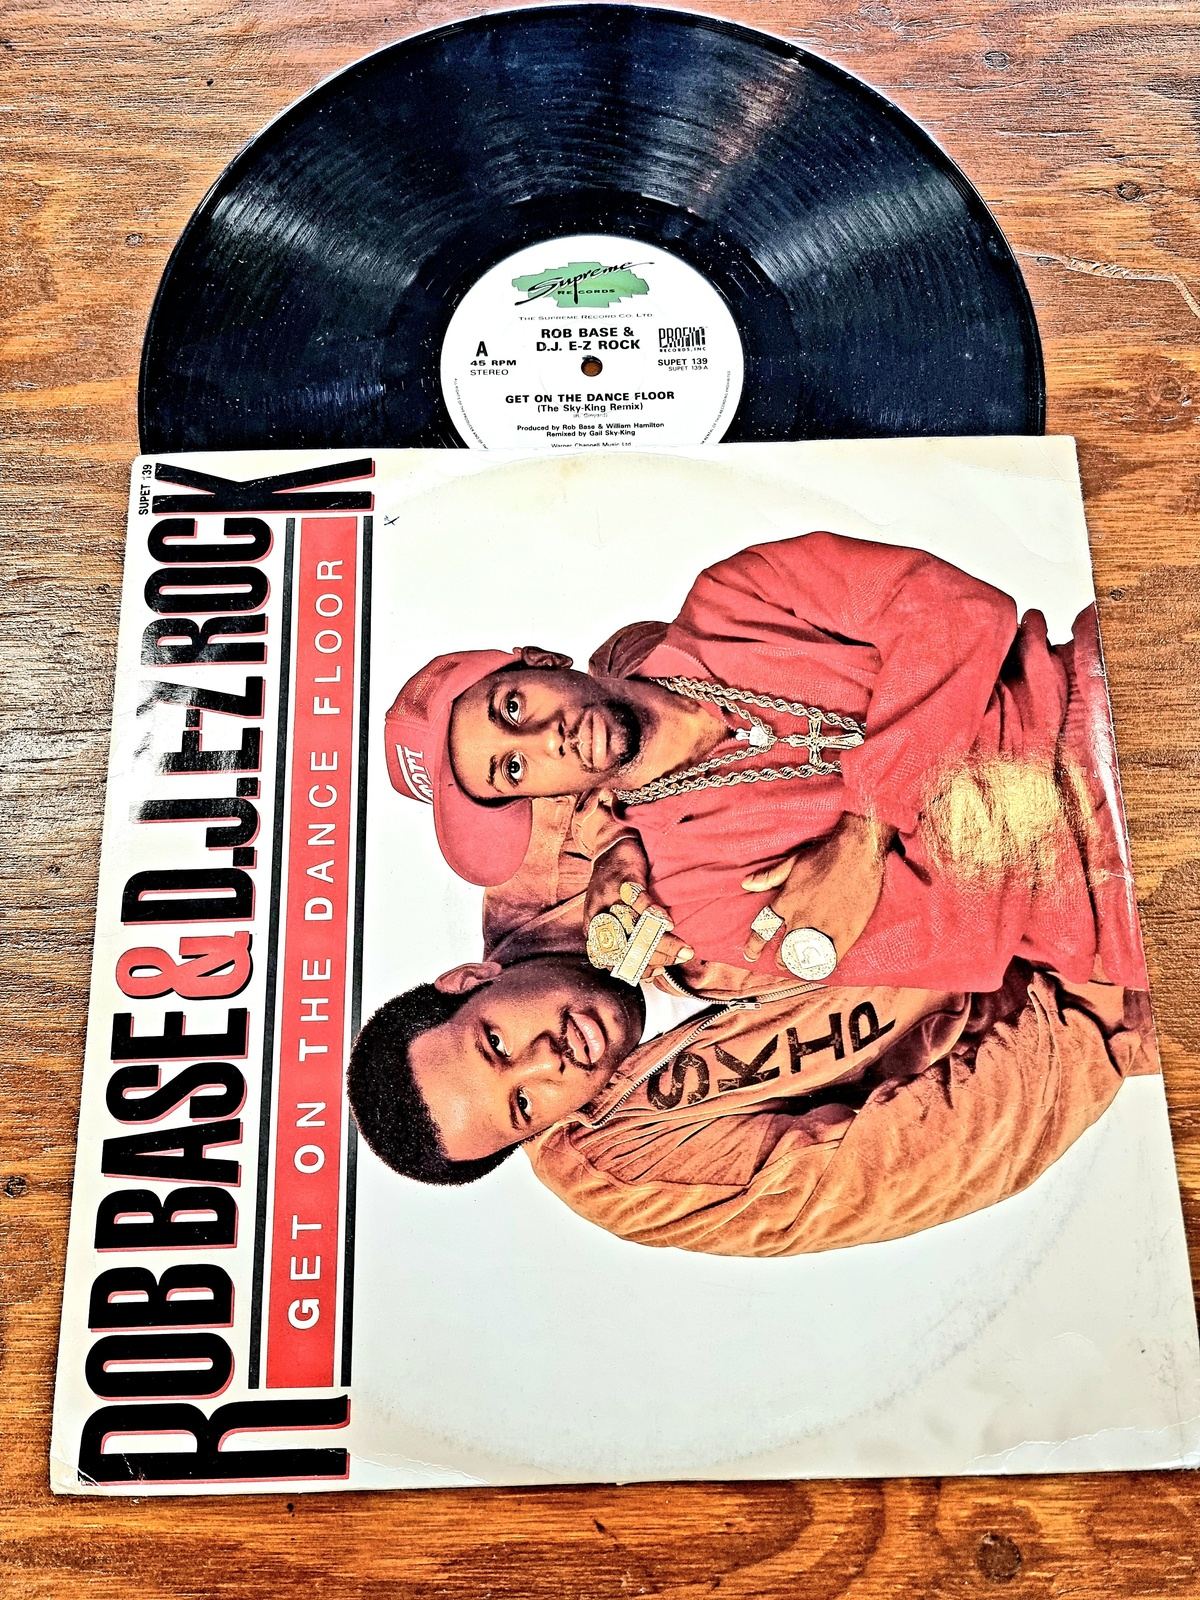 Supreme
RECORDS
THE SUPREME RECORD CO. LTD.
ROB BASE &
D.J. E-Z ROCK
A
45 RPM
STEREO
PROFILE
RECORDS, INC
SUPET 139
SUPET 139 A
GET ON THE DANCE FLOOR
(The Sky-King Remix)
Produced by Rob Base & William Hamilton
Remixed by Gail Sky-King
Warner Chappell Music Ltd
SUPET 139
ROB BASE & D.J. E-Z ROCK
GET ON THE DANCE FLOOR
SKIP